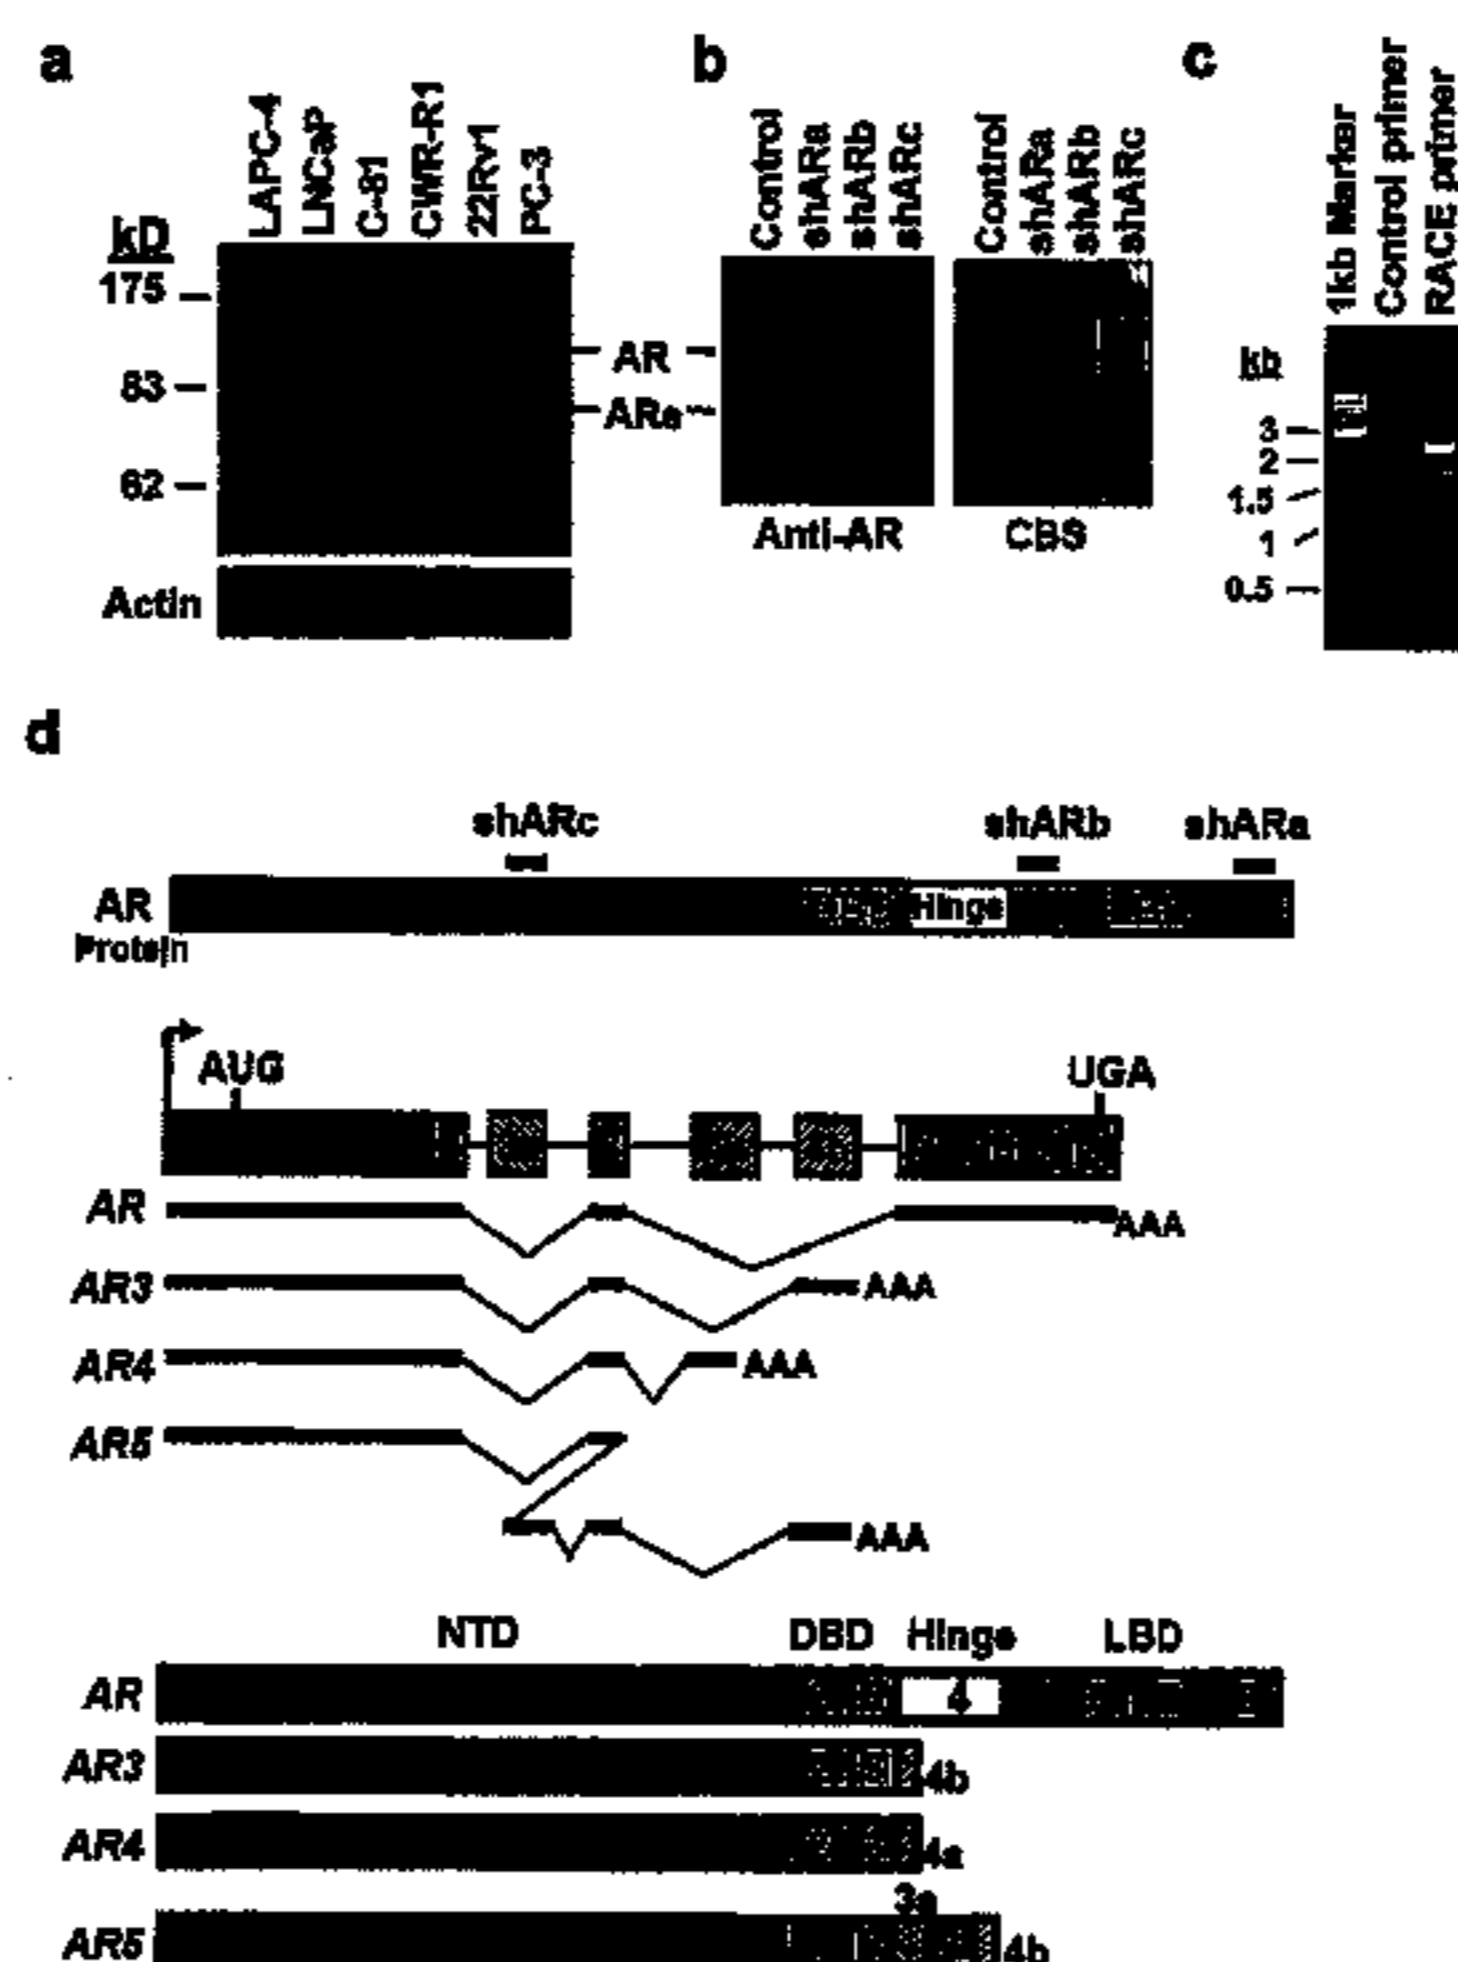 a
b
c
LAPC-4
LNCaP
C-81
CWR-R1
22Rv1
PC-3
Control
shARa
shARb
shARc
Control
shARa
shARb
shARc
1kb Marker
Control primer
RACE primer
kD
175
83
62
AR
ARs
Actin
Anti-AR
CBS
kb
3
2
1.5
1
0.5
d
shARc shARb shARa
AR
Protein
Hinge
AUG UGA
AR AAA
AR3 AAA
AR4 AAA
AR5
AAA
NTD DBD Hinge LBD
AR 4
AR3 4b
AR4 4a
3a
AR5 4b